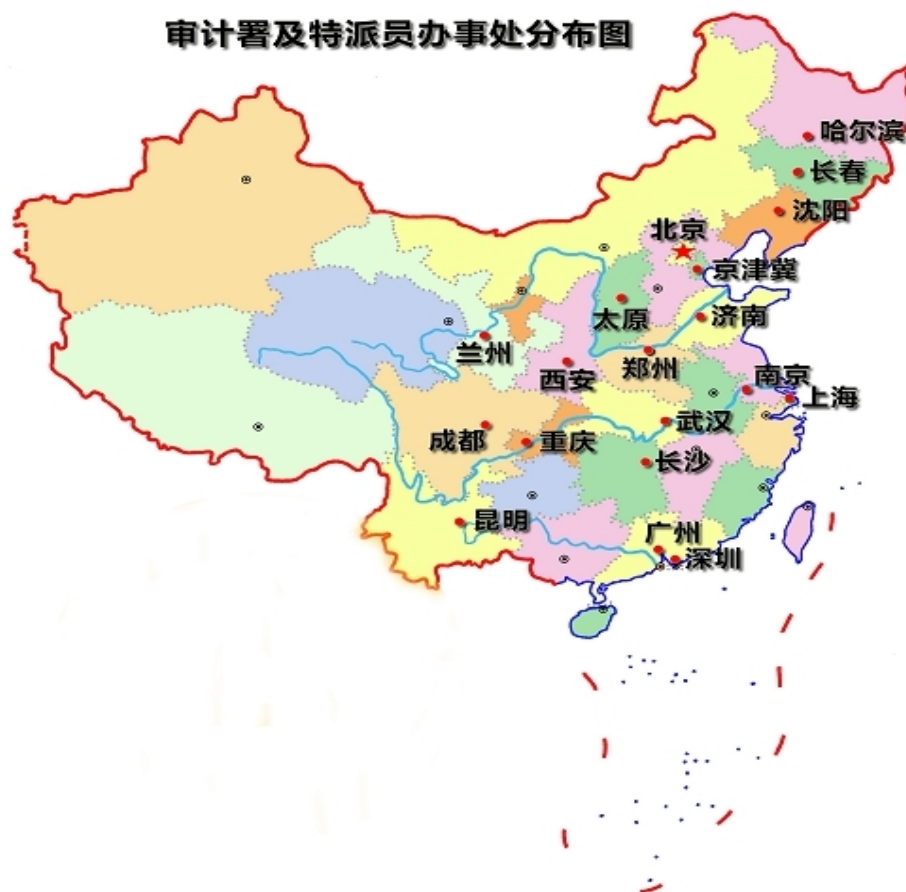 审计署及特派员办事处分布图
哈尔滨
长春
沈阳
北京
京津冀
太原
济南
兰州
西安
郑州
南京
上海
成都
重庆
武汉
长沙
昆明
广州
深圳